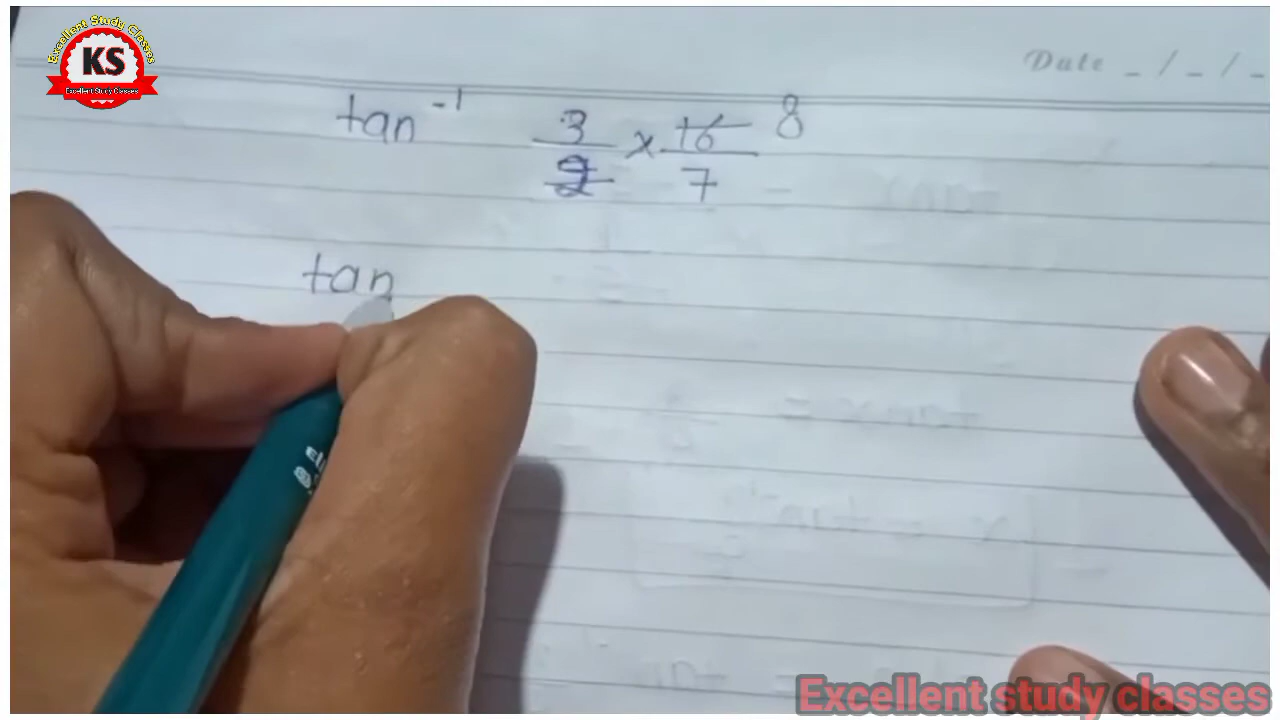 Excellent Study Classes
KS
Excellent Study Classes
Date _ / _ / _
tan⁻¹ 3/2 × 16/7 8
tan
Excellent study classes